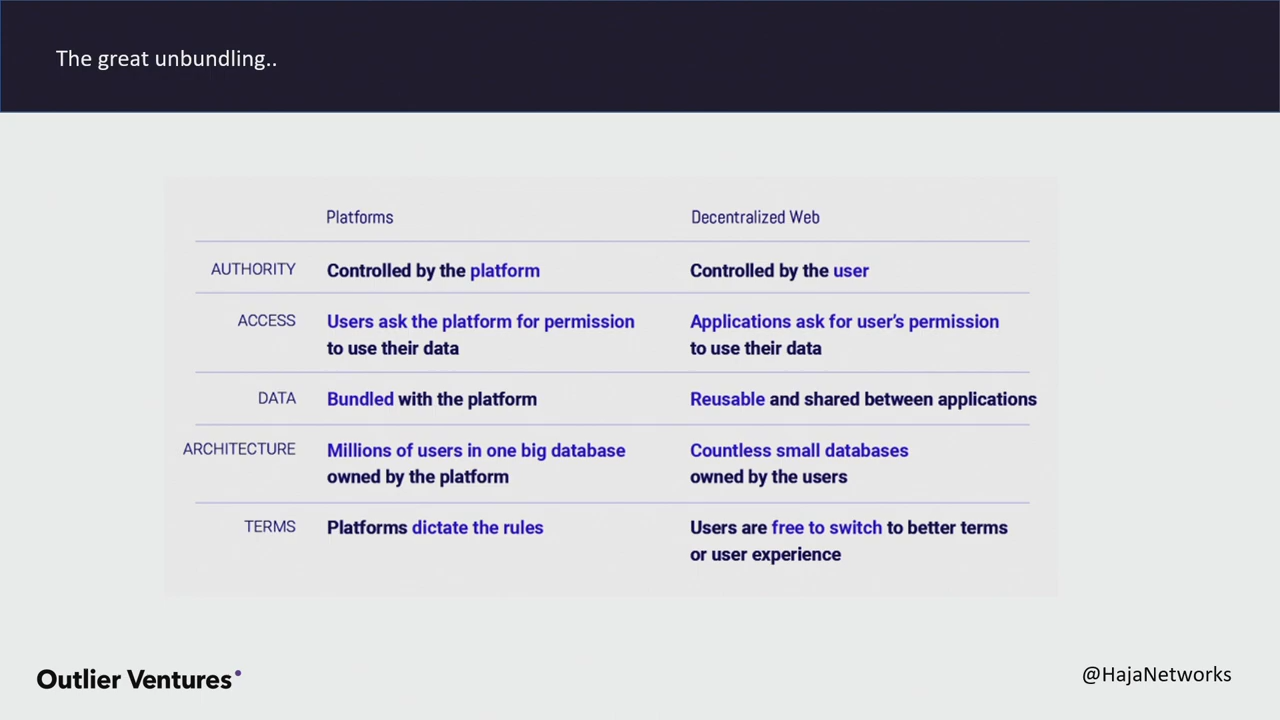 The great unbundling..
Platforms Decentralized Web
AUTHORITY Controlled by the platform Controlled by the user
ACCESS Users ask the platform for permission Applications ask for user's permission
to use their data to use their data
DATA Bundled with the platform Reusable and shared between applications
ARCHITECTURE Millions of users in one big database Countless small databases
owned by the platform owned by the users
TERMS Platforms dictate the rules Users are free to switch to better terms
or user experience
Outlier Ventures
@HajaNetworks